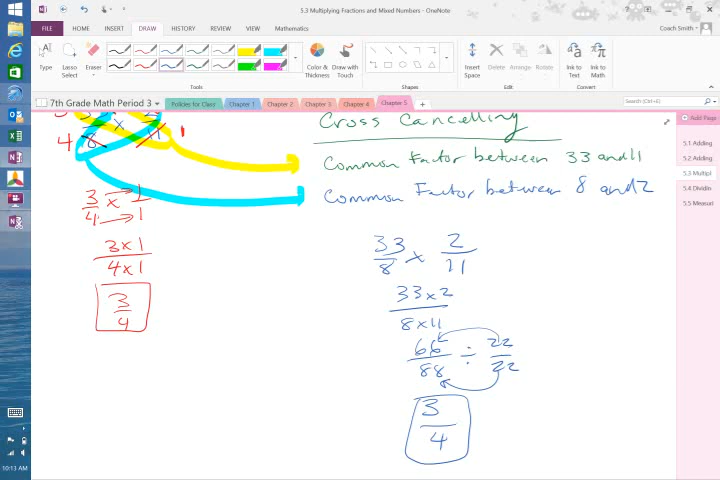 5.3 Multiplying Fractions and Mixed Numbers - OneNote
FILE HOME INSERT DRAW HISTORY REVIEW VIEW Mathematics
Coach Smith
Type Lasso Select Panning Hand Eraser
Color & Thickness Draw with Touch
Insert Space Delete Arrange Rotate
Ink to Text Ink to Math
Tools Shapes Edit Convert
7th Grade Math Period 3 Policies for Class Chapter 1 Chapter 2 Chapter 3 Chapter 4 Chapter 5 +
Search (Ctrl+E)
Add Page
5.1 Adding
5.2 Adding
5.3 Multipl
5.4 Dividin
5.5 Measuri
Cross Cancelling
4 8 x 11 1
Common Factor between 33 and 11
Common Factor between 8 and 2
3/4 x 1/1
3x1
4x1
3
4
33/8 x 2/11
33x2
8x11
66/88 ÷ 22/22
3
4
10:13 AM